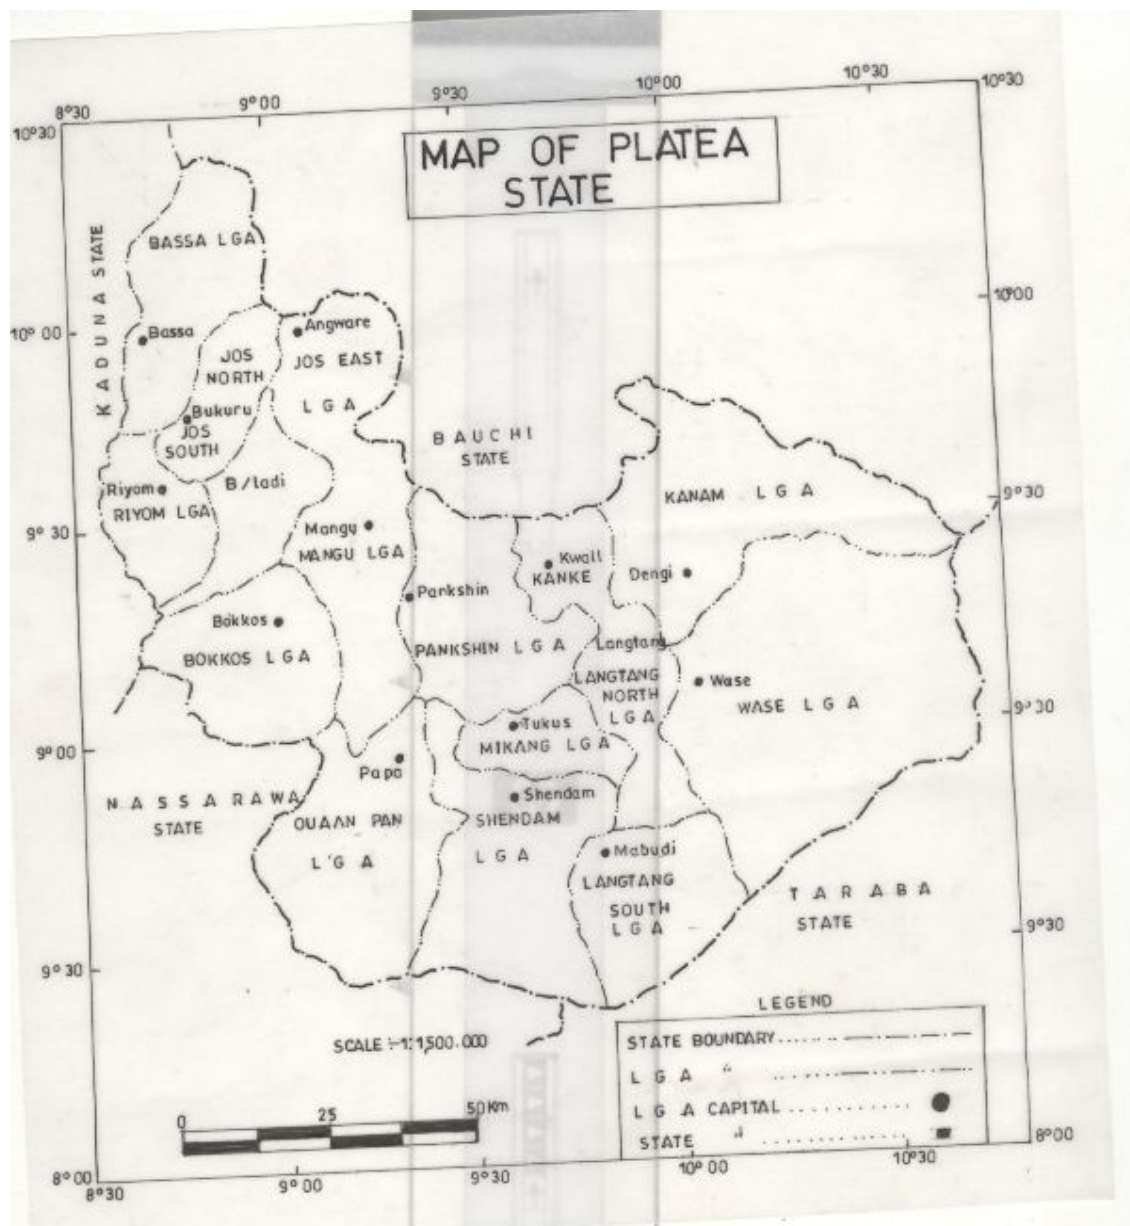 8°30
9°00
9°30
10°00
10°30
10°30
10°30
MAP OF PLATEA
STATE
KADUNA STATE
BASSA LGA
10°00
10°00
Bassa
Angware
JOS
NORTH
JOS EAST
LGA
Bukuru
JOS
SOUTH
BAUCHI
STATE
B/ladi
Riyom
RIYOM LGA
KANAM LGA
9°30
9°30
Mangu
MANGU LGA
Kwall
KANKE
Dengi
Pankshin
Bokkos
BOKKOS LGA
PANKSHIN LGA
Langtang
LANGTANG
NORTH
LGA
Wase
WASE LGA
9°30
9°00
Tukus
MIKANG LGA
Papa
NASSARAWA
STATE
Shendam
SHENDAM
LGA
QUAAN PAN
L'GA
Mabudi
LANGTANG
SOUTH
LGA
TARABA
STATE
9°30
9°30
SCALE :-1:1,500.000
LEGEND
STATE BOUNDARY
LGA "
LGA CAPITAL
STATE "
0 25 50 Km
8°00
8°00
8°30
9°00
9°30
10°00
10°30